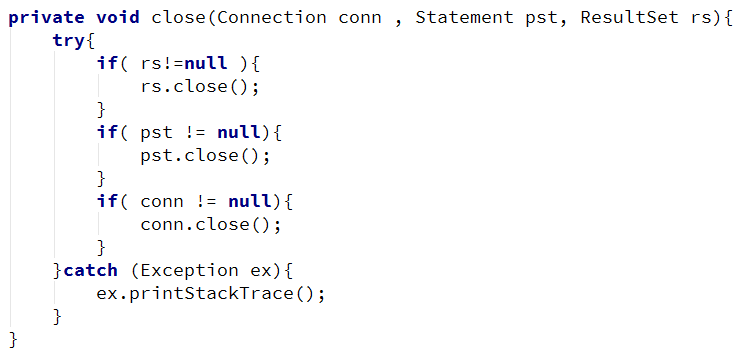 private void close(Connection conn , Statement pst, ResultSet rs){
    try{
        if( rs!=null ){
            rs.close();
        }
        if( pst != null){
            pst.close();
        }
        if( conn != null){
            conn.close();
        }
    }catch (Exception ex){
        ex.printStackTrace();
    }
}